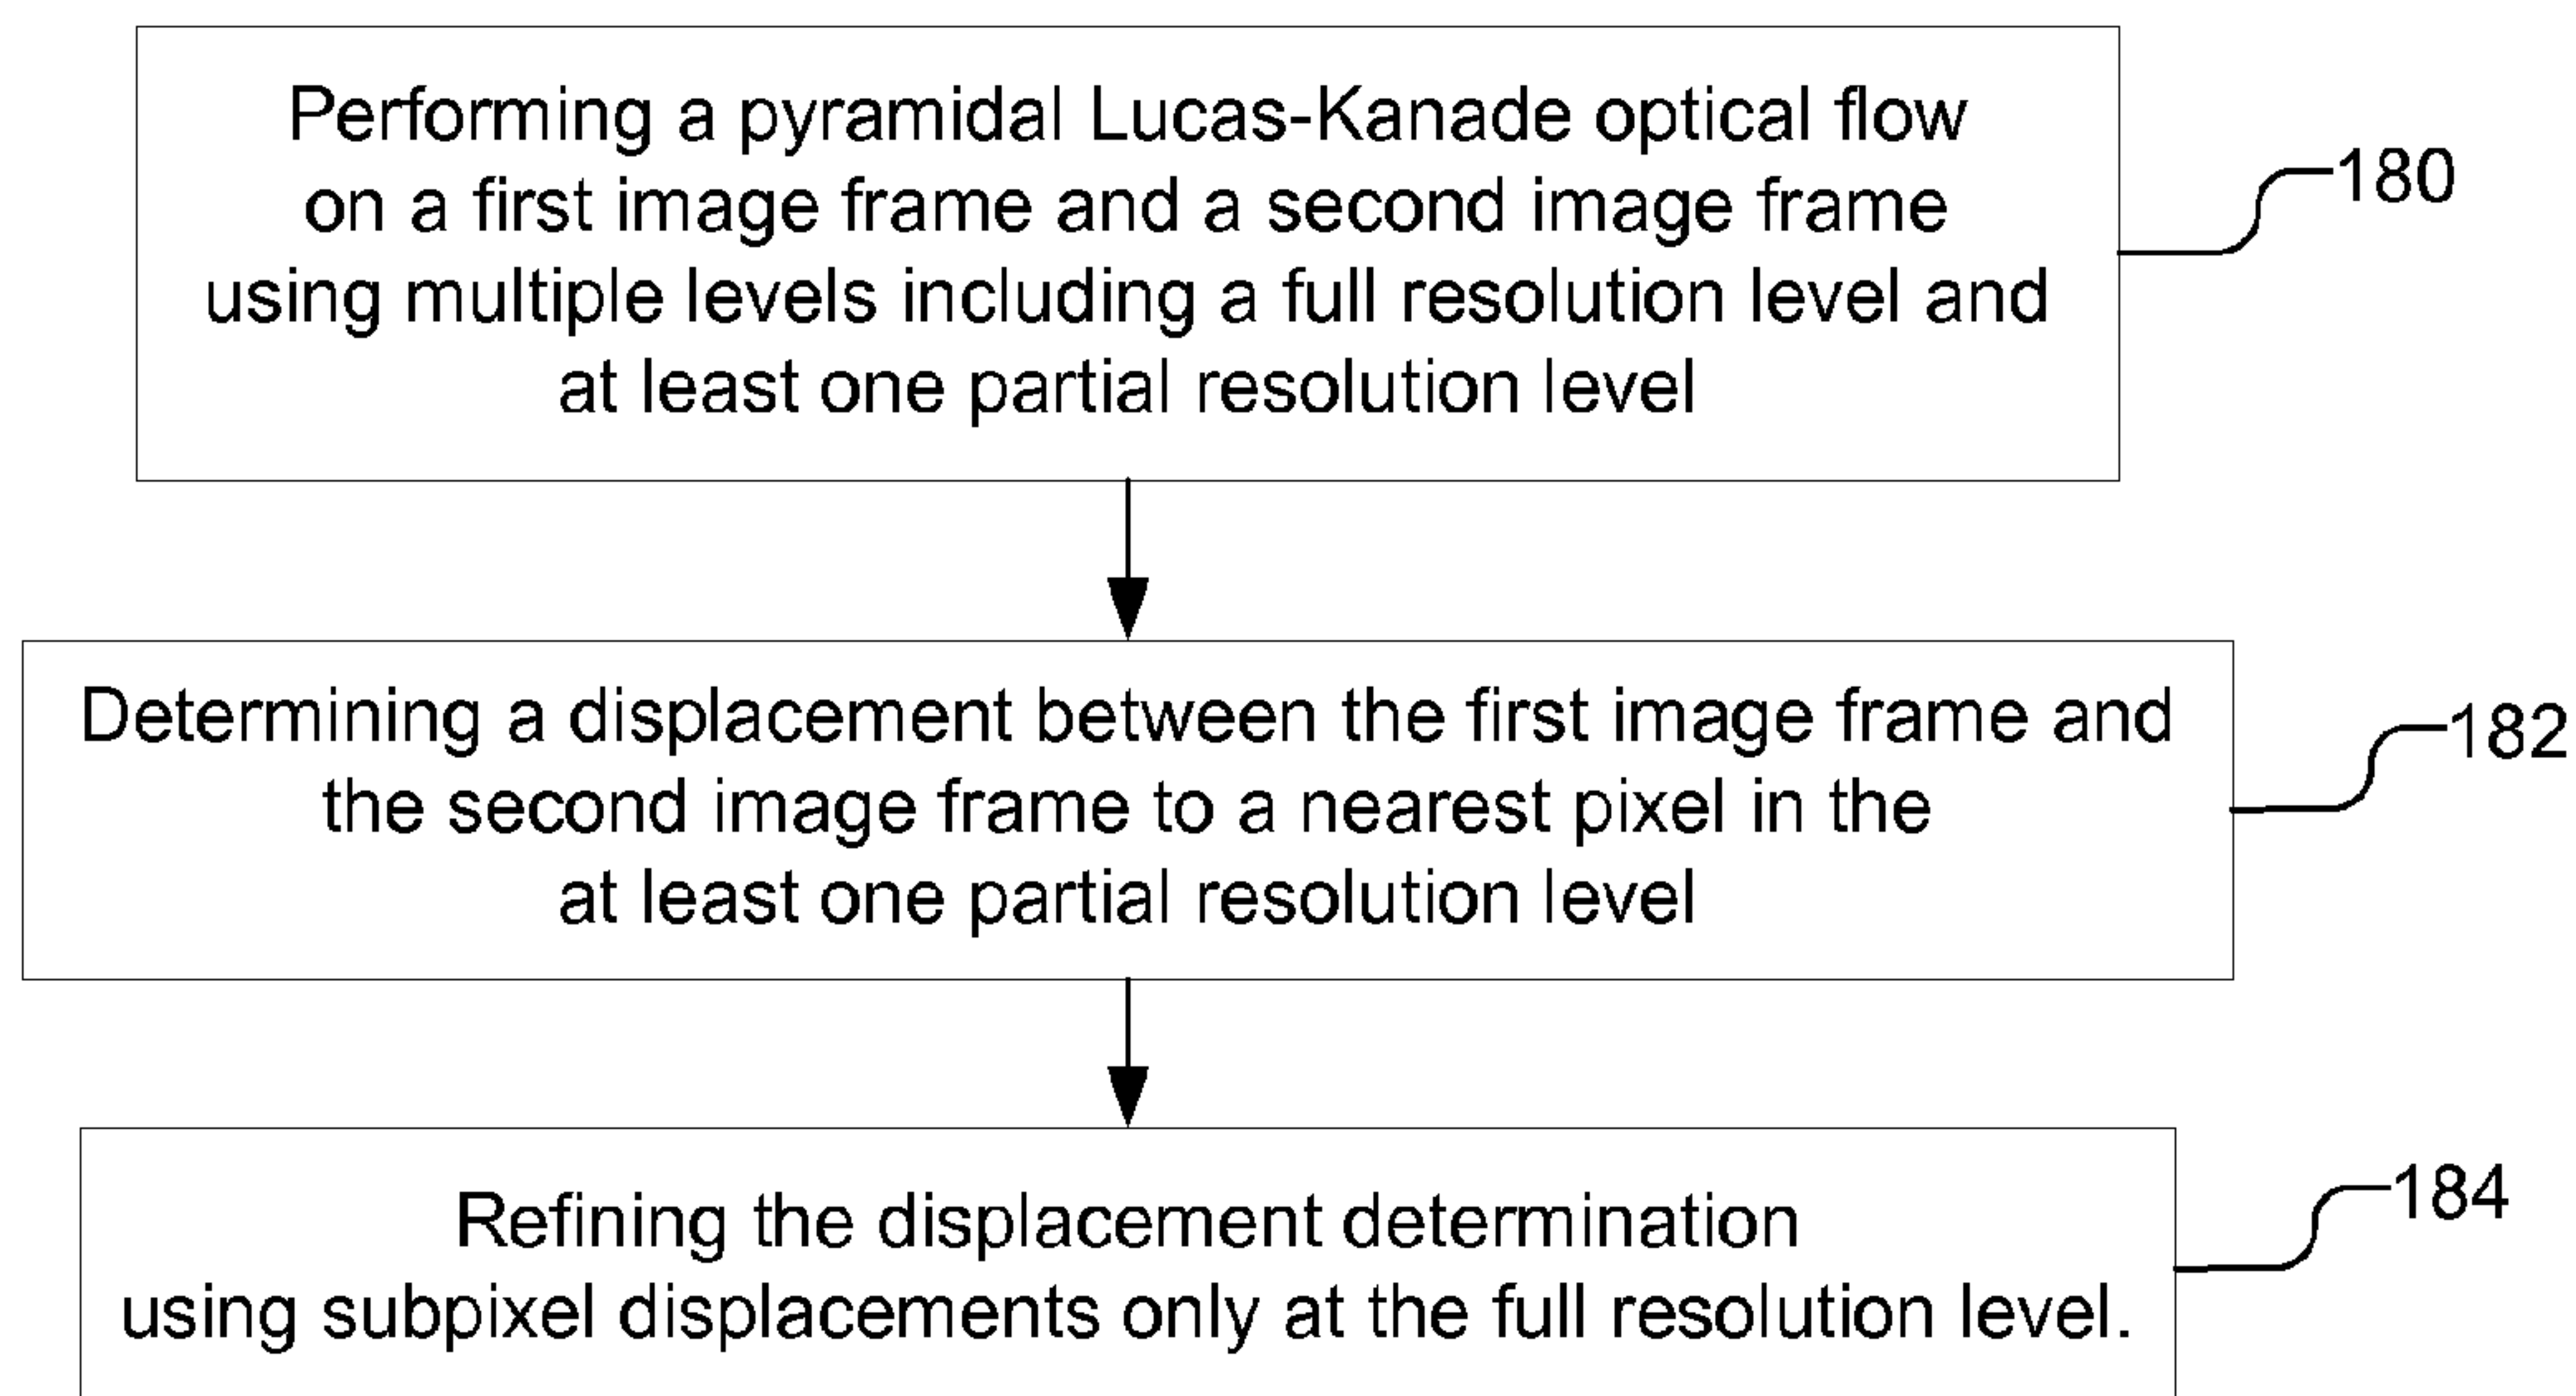 Performing a pyramidal Lucas-Kanade optical flow
on a first image frame and a second image frame
using multiple levels including a full resolution level and
at least one partial resolution level
180
Determining a displacement between the first image frame and
the second image frame to a nearest pixel in the
at least one partial resolution level
182
Refining the displacement determination
using subpixel displacements only at the full resolution level.
184